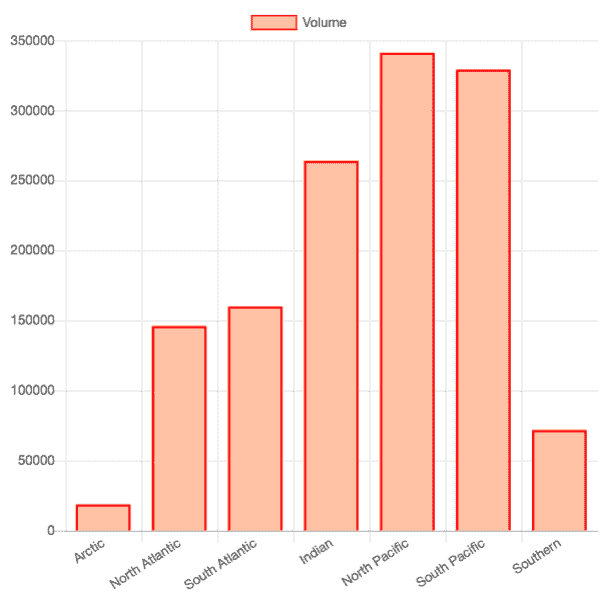 Volume
350000
300000
250000
200000
150000
100000
50000
0
Arctic
North Atlantic
South Atlantic
Indian
North Pacific
South Pacific
Southern